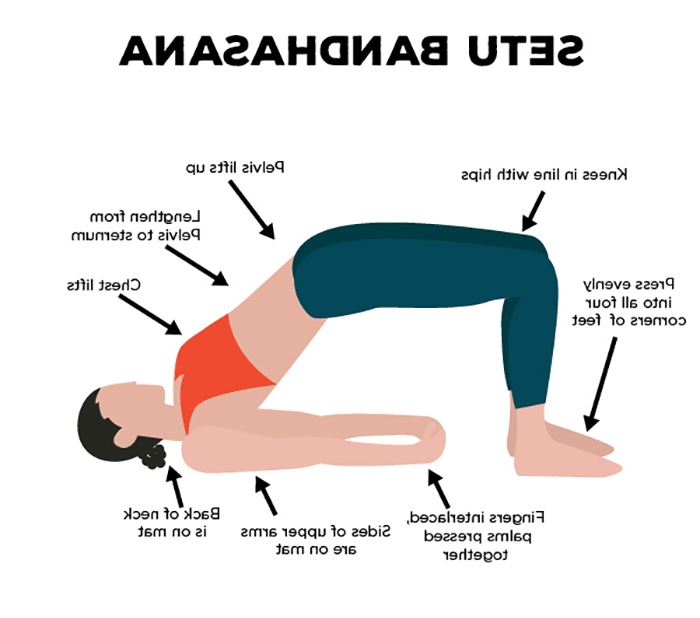 SETU BANDHASANA
Pelvis lifts up
Knees in line with hips
Lengthen from
Pelvis to sternum
Chest lifts
Press evenly
into all four
corners of feet
Back of neck
is on mat
Sides of upper arms
are on mat
Fingers interlaced,
palms pressed
together